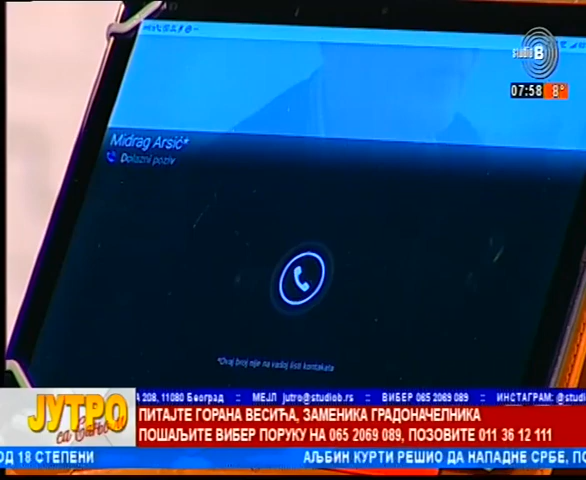 studio B
07:58 8°
Midrag Arsić*
Dolazni poziv
*Ovaj broj nije na vašoj listi kontakata
ЈУТРО
са
208, 11080 Београд :: МЕЈЛ jutro@studiob.rs :: ВИБЕР 065 2069 089 :: ИНСТАГРАМ: @studi
ПИТАЈТЕ ГОРАНА ВЕСИЋА, ЗАМЕНИКА ГРАДОНАЧЕЛНИКА
ПОШАЉИТЕ ВИБЕР ПОРУКУ НА 065 2069 089, ПОЗОВИТЕ 011 36 12 111
ОД 18 СТЕПЕНИ АЉБИН КУРТИ РЕШИО ДА НАПАДНЕ СРБЕ, ПО